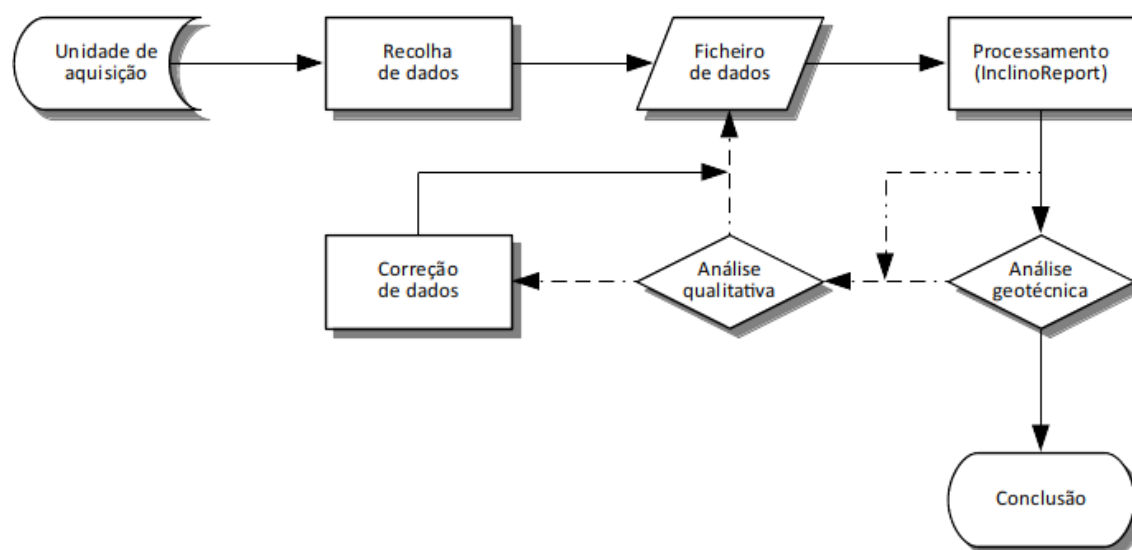 Unidade de
aquisição
Recolha
de dados
Ficheiro
de dados
Processamento
(InclinoReport)
Correção
de dados
Análise
qualitativa
Análise
geotécnica
Conclusão